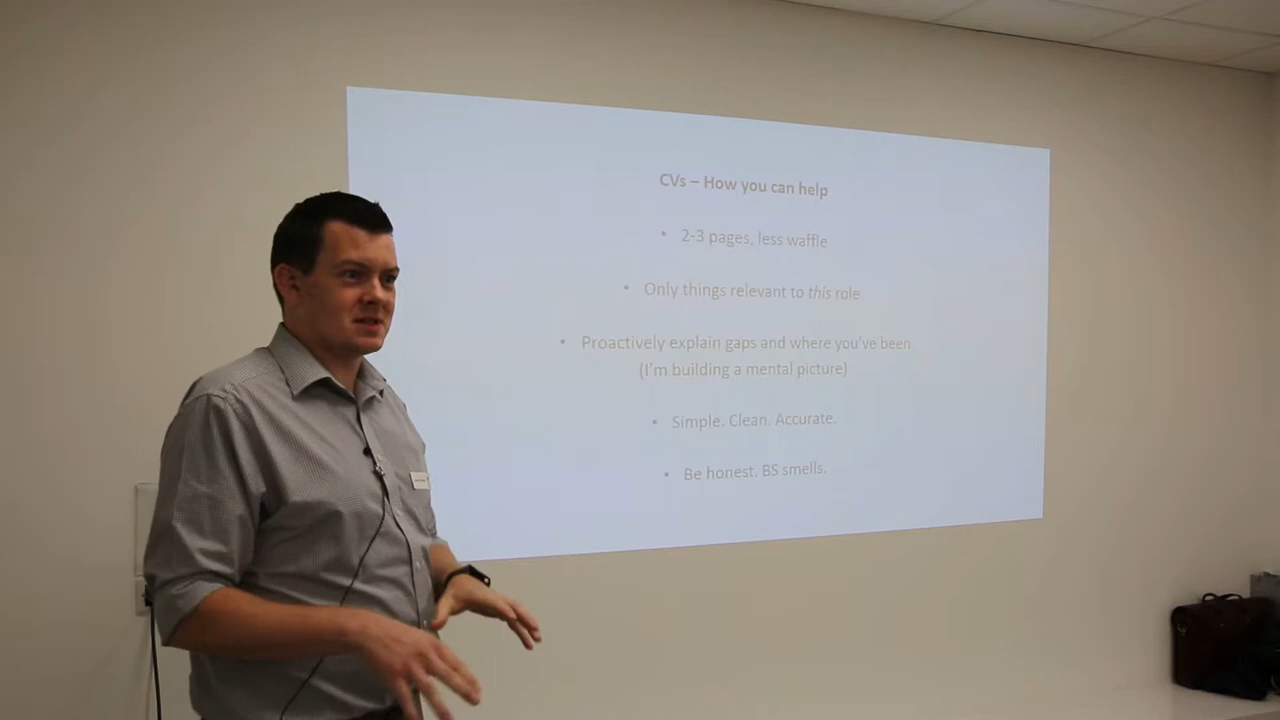 CVs – How you can help
• 2-3 pages, less waffle
• Only things relevant to this role
• Proactively explain gaps and where you've been
(I'm building a mental picture)
• Simple. Clean. Accurate.
• Be honest. BS smells.